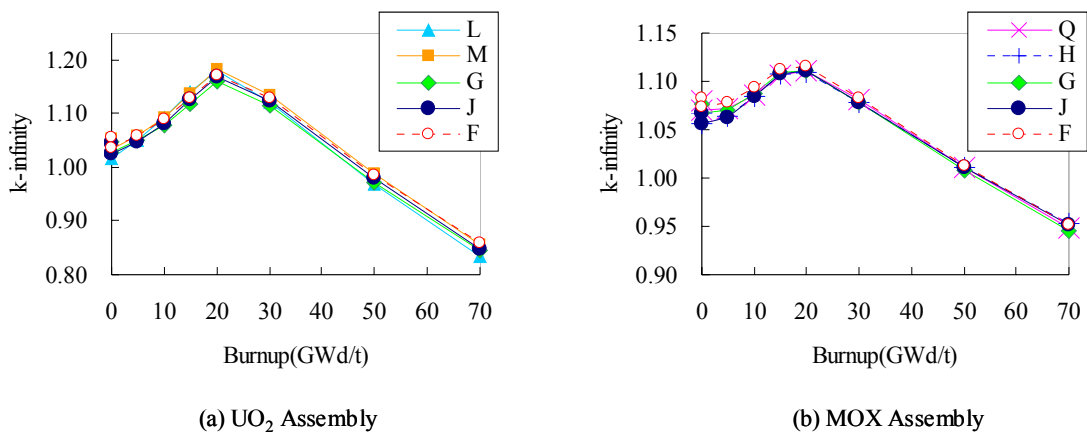 L
M
G
J
F
1.20
1.10
1.00
0.90
0.80
k-infinity
0 10 20 30 40 50 60 70
Burnup(GWd/t)
(a) UO₂ Assembly
Q
H
G
J
F
1.15
1.10
1.05
1.00
0.95
0.90
k-infinity
0 10 20 30 40 50 60 70
Burnup(GWd/t)
(b) MOX Assembly